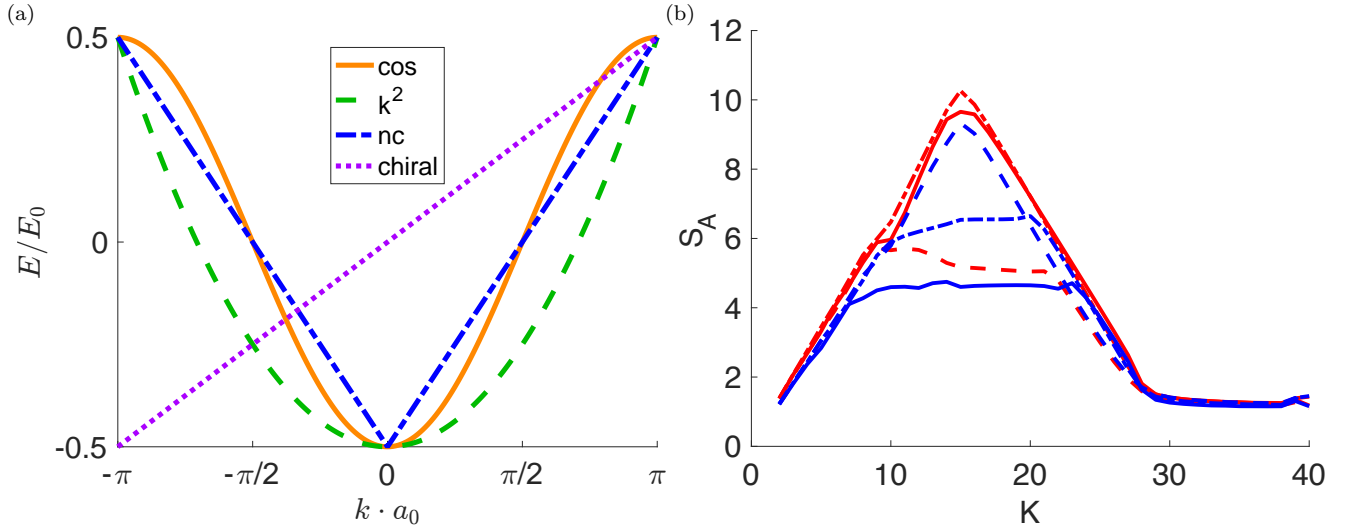 (a)
0.5
0
-0.5
E/E₀
cos
k²
nc
chiral
-π -π/2 0 π/2 π
k · a₀
(b)
12
10
8
6
4
2
0
S_A
0 10 20 30 40
K